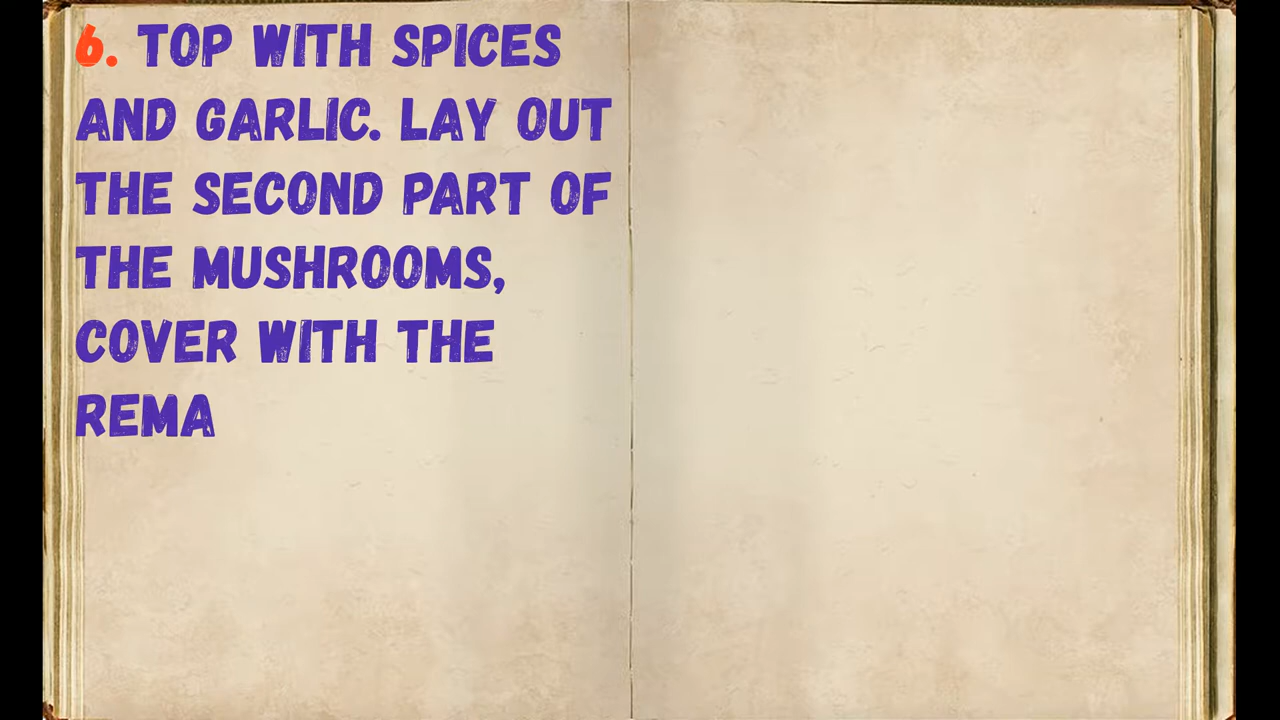 6. TOP WITH SPICES
AND GARLIC. LAY OUT
THE SECOND PART OF
THE MUSHROOMS,
COVER WITH THE
REMA